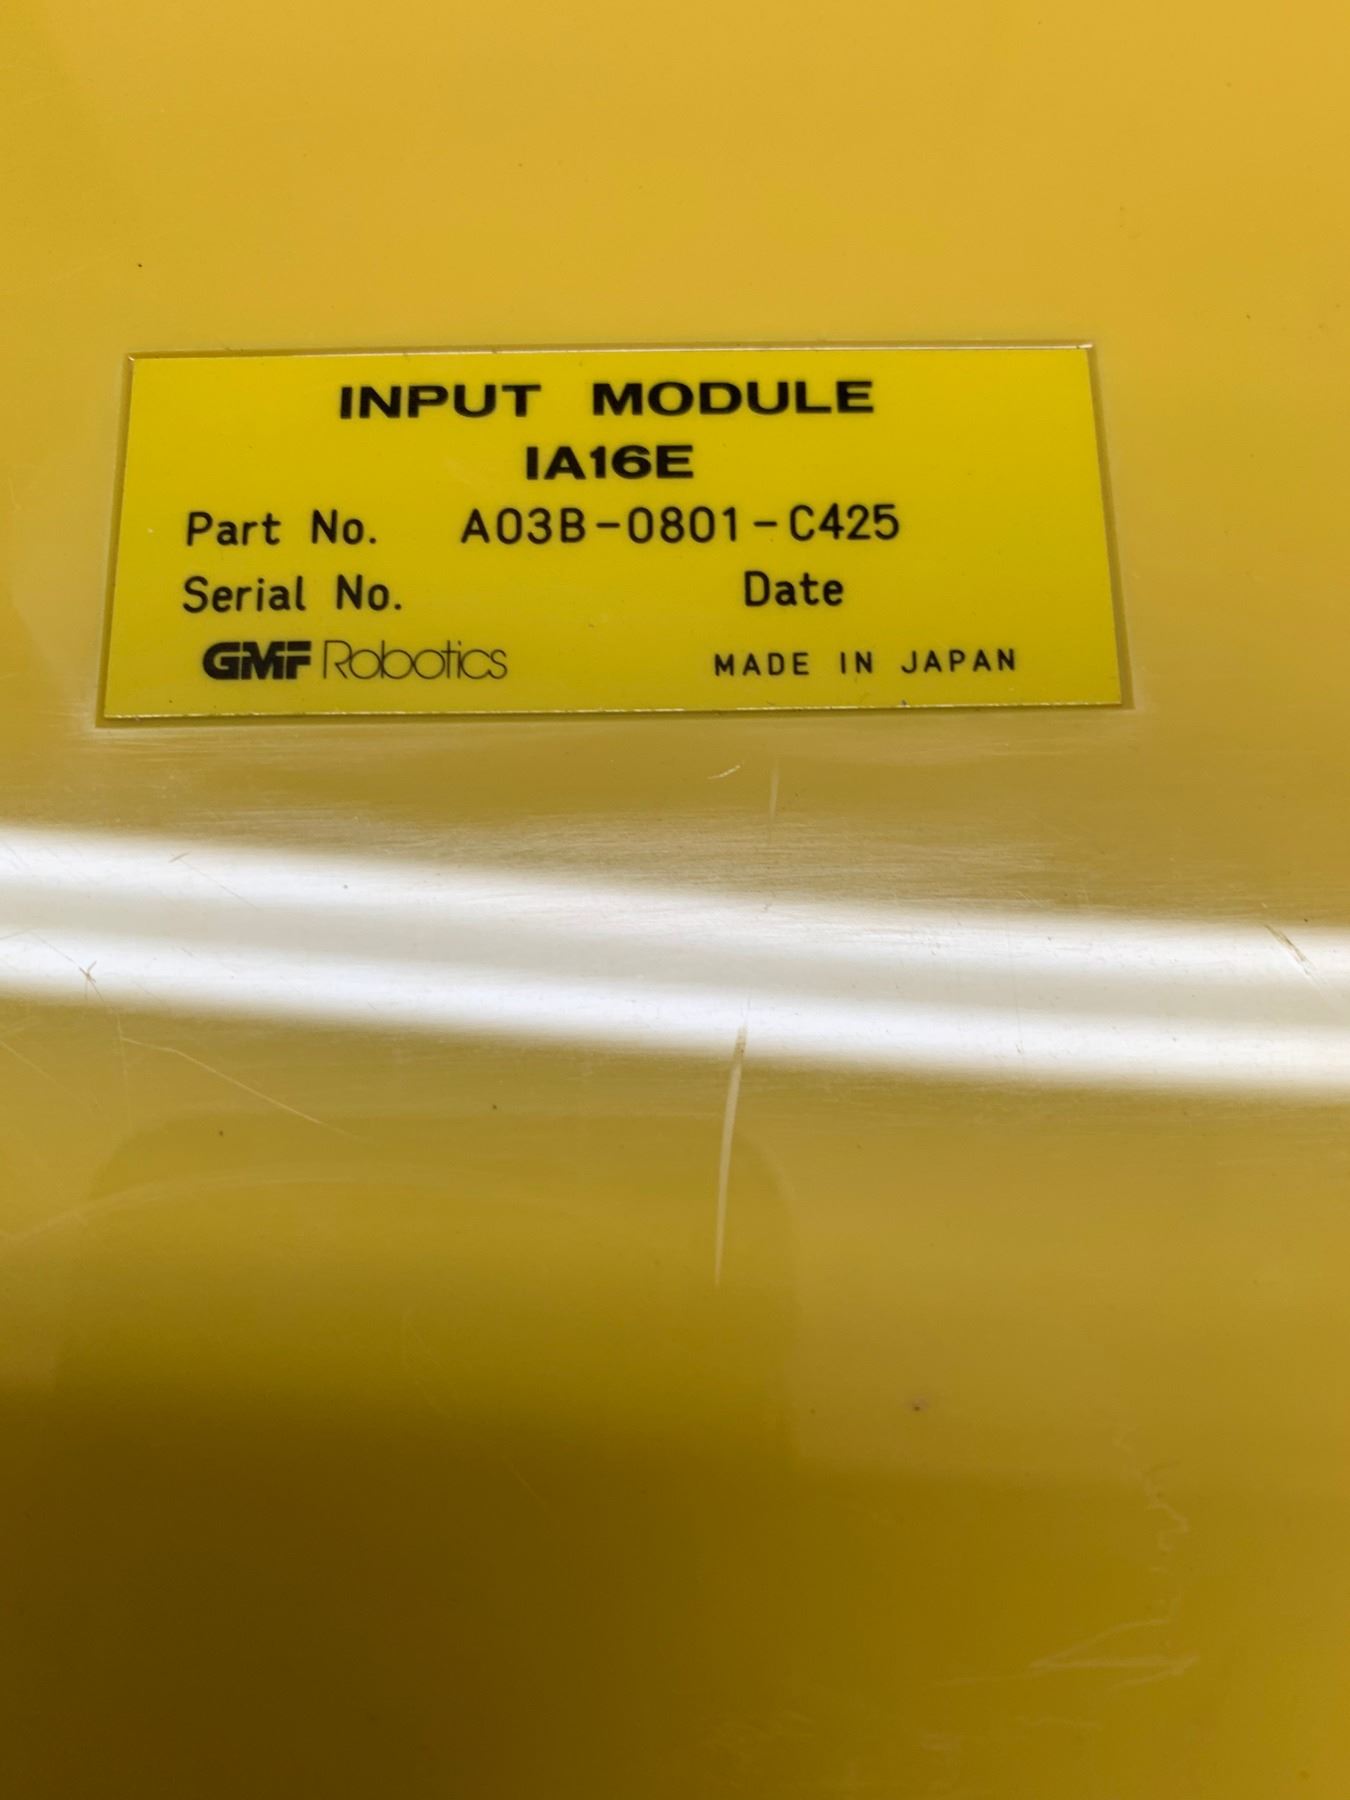 INPUT MODULE
IA16E
Part No. A03B-0801-C425
Serial No. Date
GMF Robotics MADE IN JAPAN